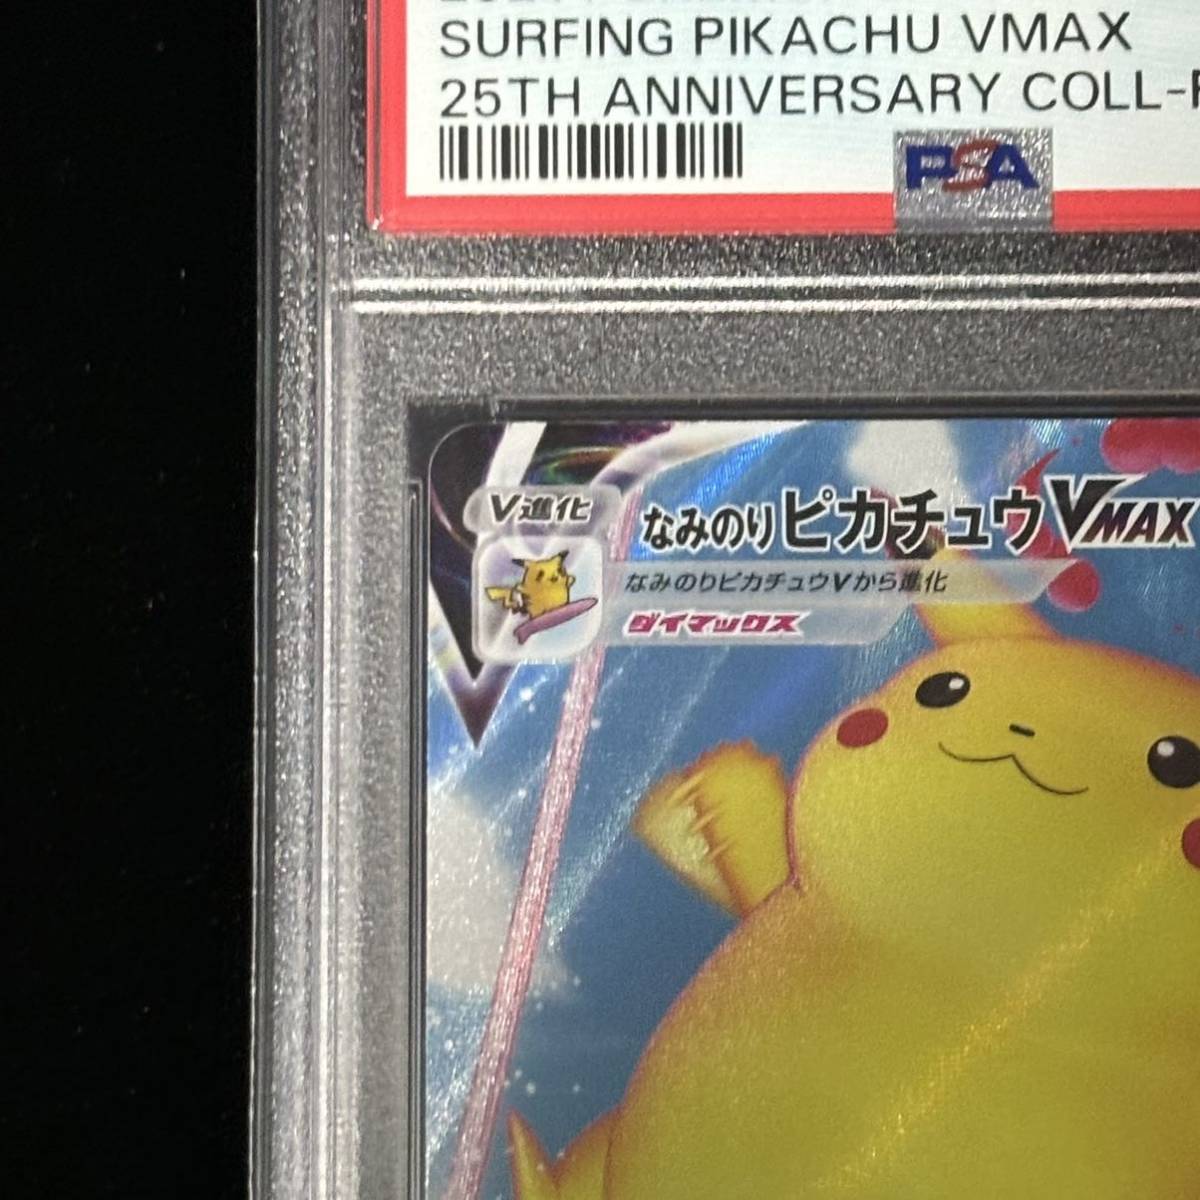 SURFING PIKACHU VMAX
25TH ANNIVERSARY COLL-
PSA
V進化
なみのりピカチュウVMAX
なみのりピカチュウVから進化
ダイマックス